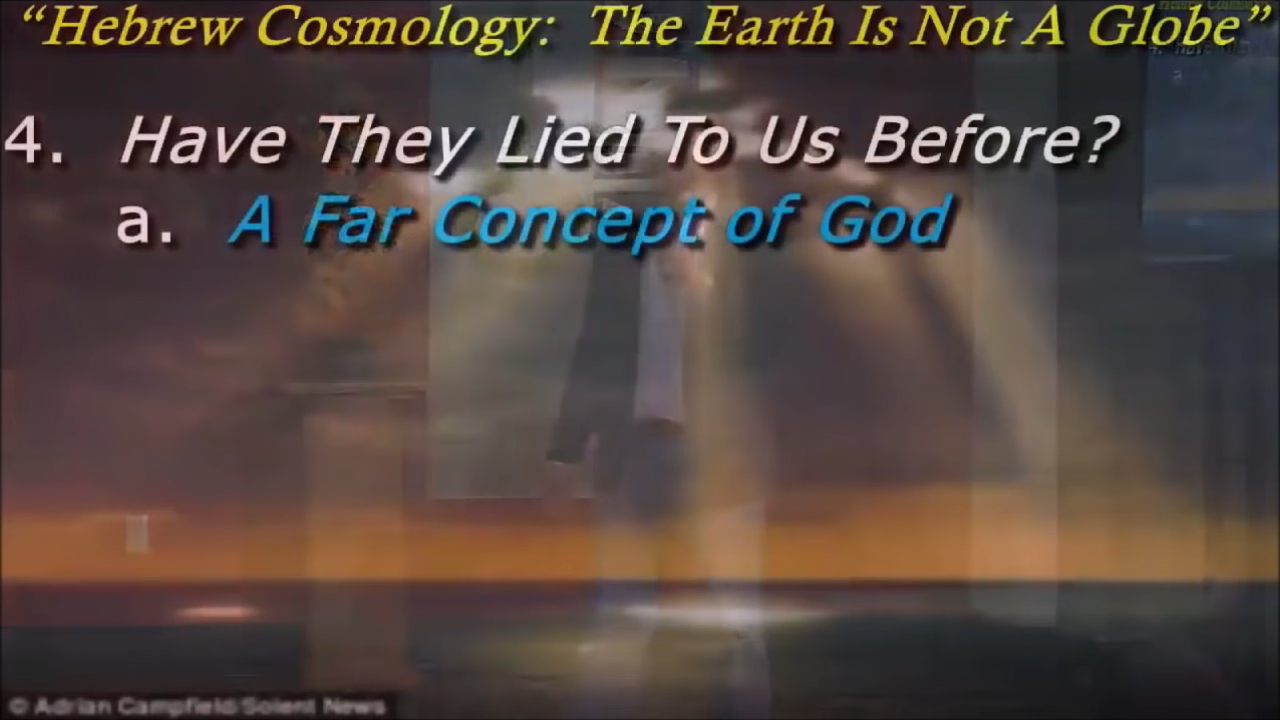 “Hebrew Cosmology: The Earth Is Not A Globe”
4. Have They Lied To Us Before?
a. A Far Concept of God
© Adrian Campfield/Solent News